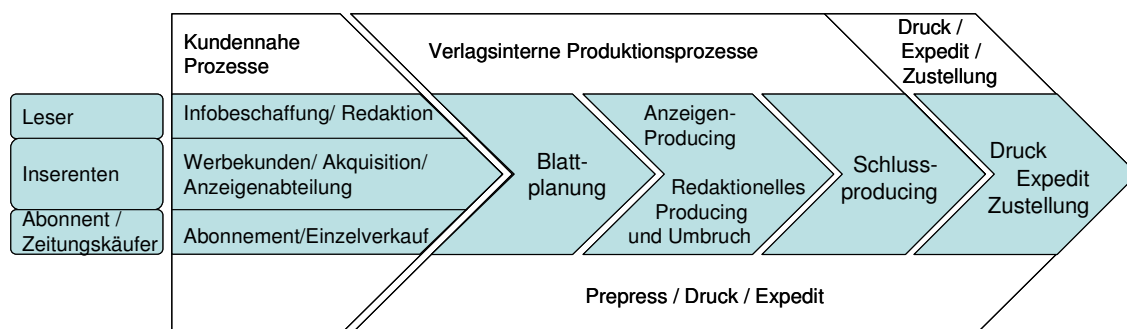 Kundennahe
Prozesse
Verlagsinterne Produktionsprozesse
Druck /
Expedit /
Zustellung
Leser
Infobeschaffung/ Redaktion
Inserenten
Werbekunden/ Akquisition/
Anzeigenabteilung
Abonnent /
Zeitungskäufer
Abonnement/Einzelverkauf
Blatt-
planung
Anzeigen-
Producing
Redaktionelles
Producing
und Umbruch
Schluss-
producing
Druck
Expedit
Zustellung
Prepress / Druck / Expedit